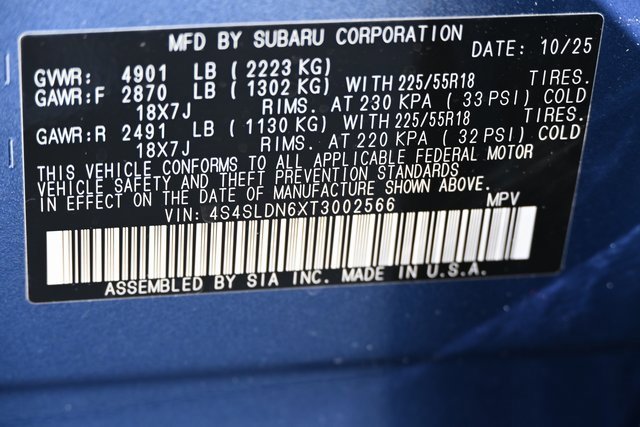 MFD BY SUBARU CORPORATION DATE: 10/25
GVWR: 4901 LB ( 2223 KG)
GAWR:F 2870 LB ( 1302 KG) WITH 225/55R18 TIRES.
18X7J RIMS. AT 230 KPA ( 33 PSI) COLD
GAWR:R 2491 LB ( 1130 KG) WITH 225/55R18 TIRES.
18X7J RIMS. AT 220 KPA ( 32 PSI) COLD
THIS VEHICLE CONFORMS TO ALL APPLICABLE FEDERAL MOTOR
VEHICLE SAFETY AND THEFT PREVENTION STANDARDS
IN EFFECT ON THE DATE OF MANUFACTURE SHOWN ABOVE.
VIN: 4S4SLDN6XT3002566 MPV
ASSEMBLED BY SIA INC. MADE IN U.S.A.